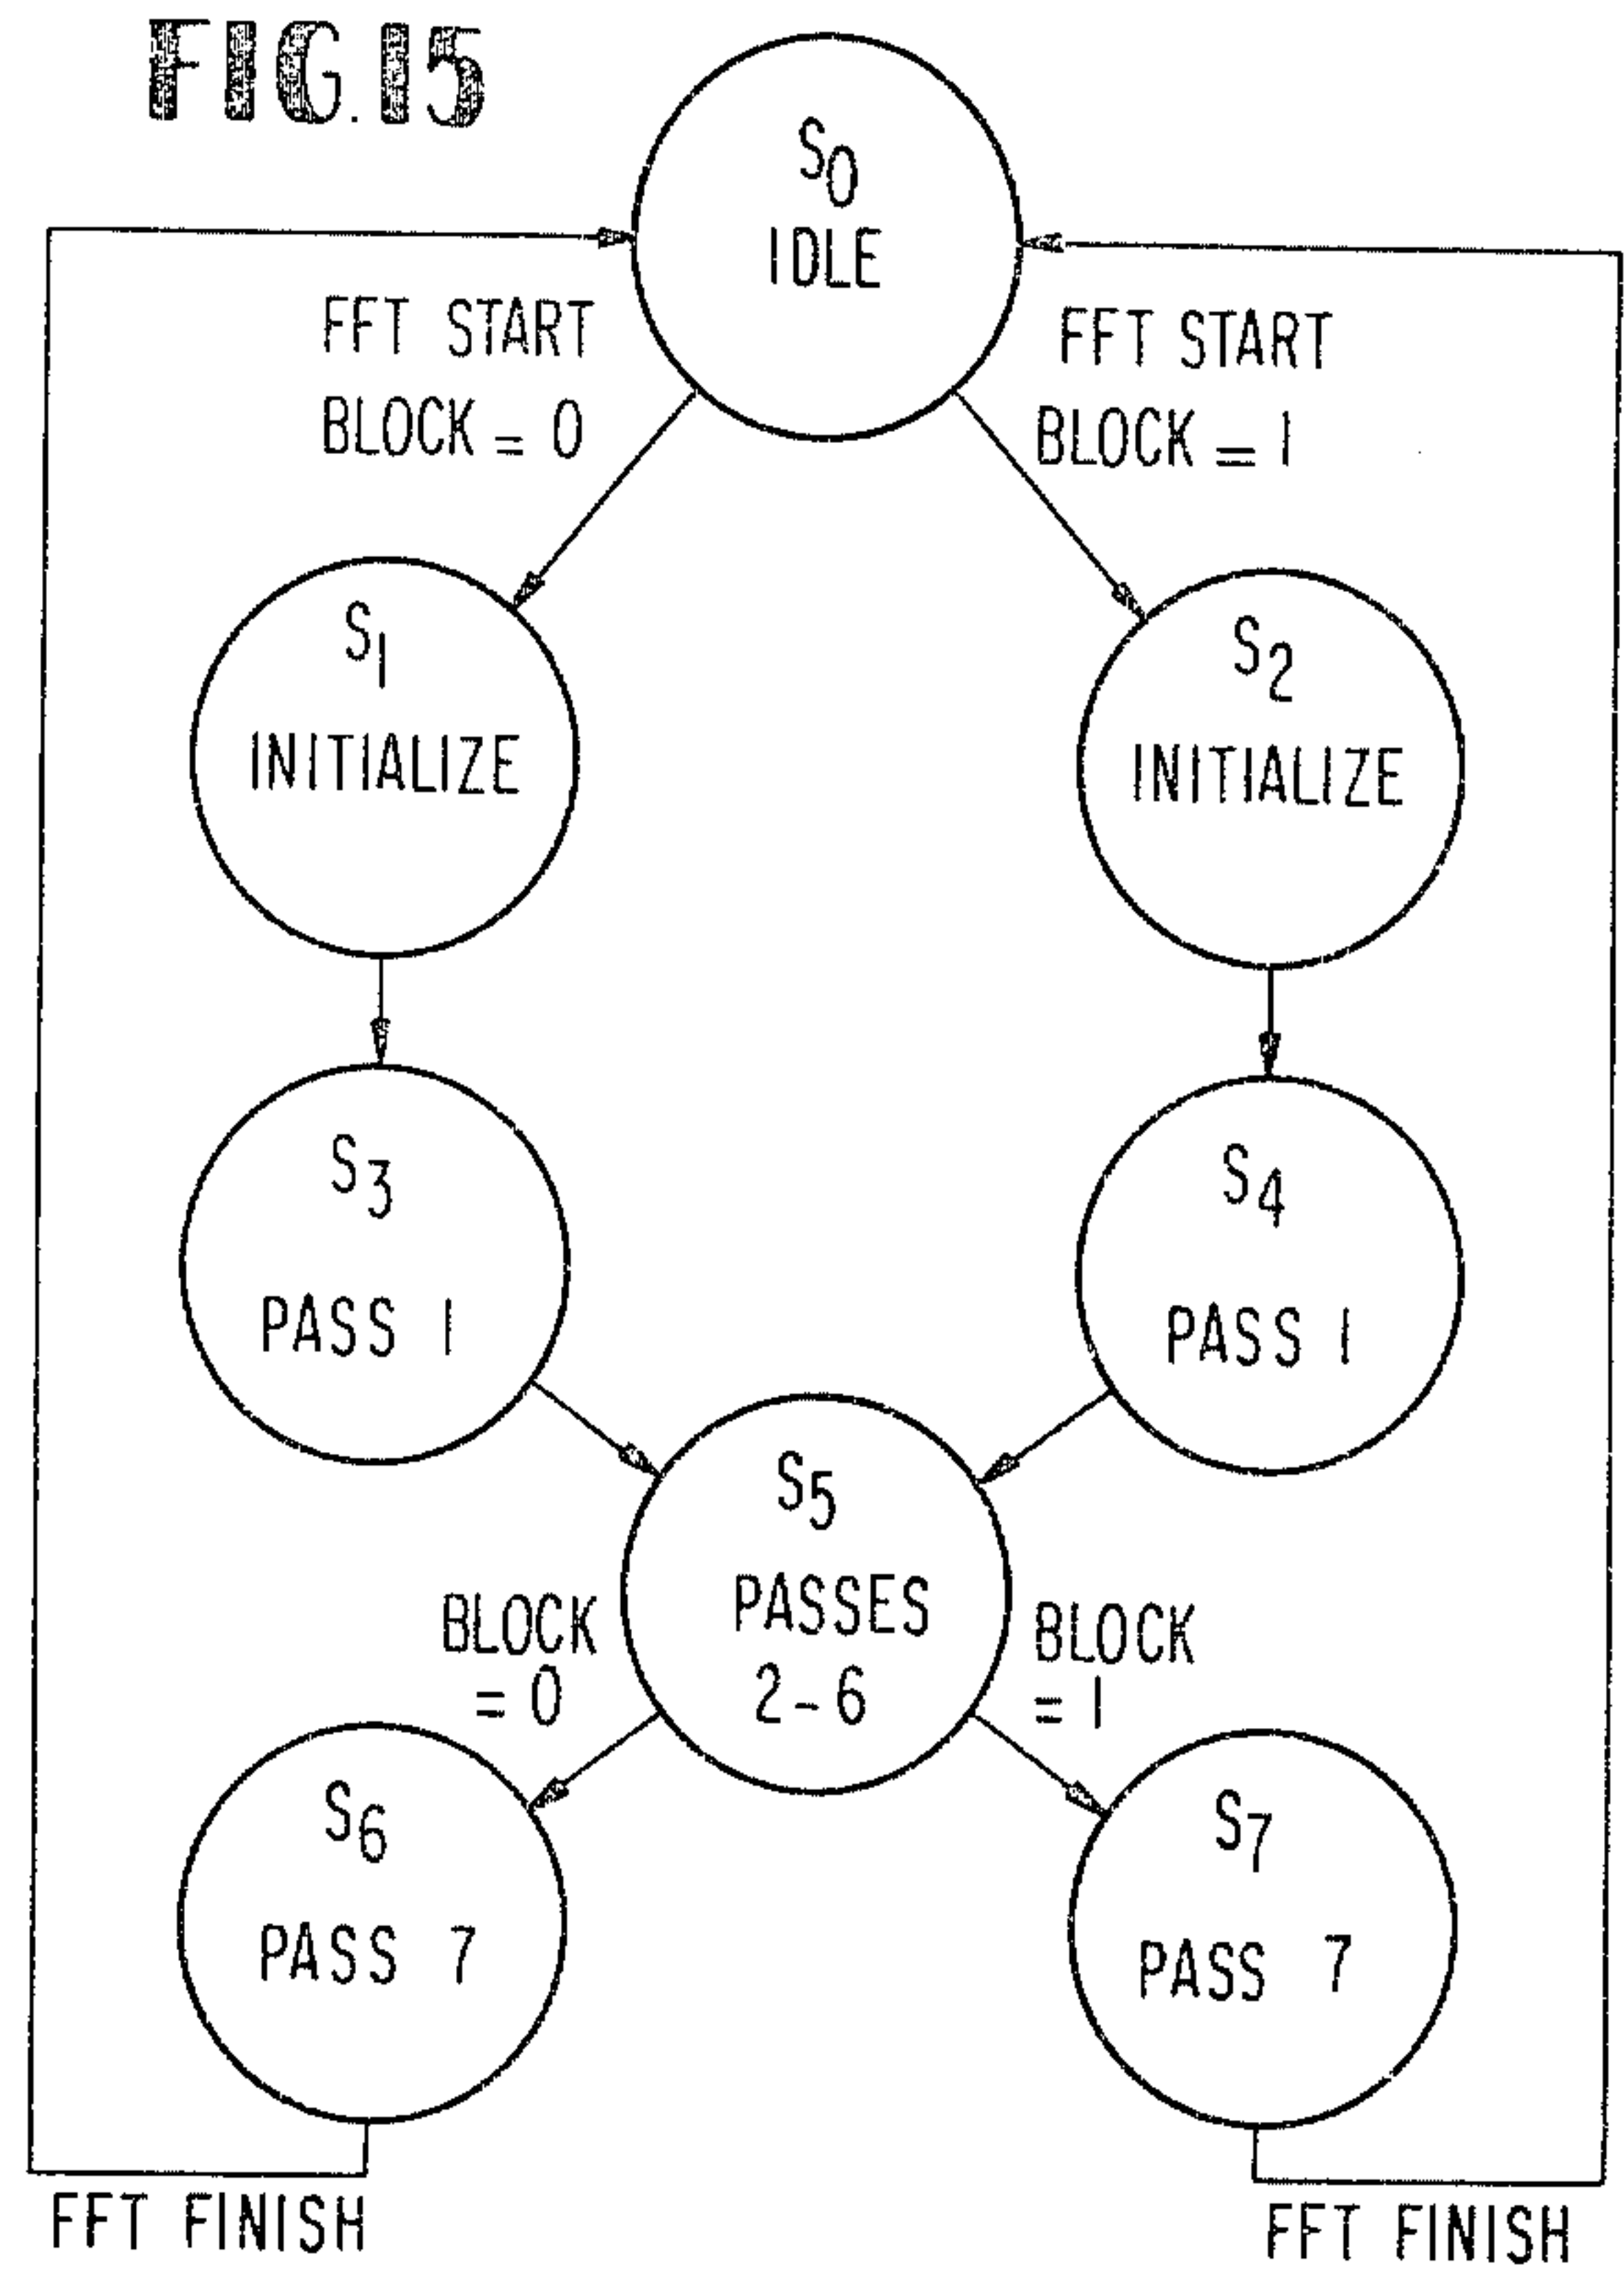 FIG. 15
S0
IDLE
FFT START
BLOCK = 0
FFT START
BLOCK = 1
S1
INITIALIZE
S2
INITIALIZE
S3
PASS 1
S4
PASS 1
S5
PASSES
2-6
BLOCK
= 0
BLOCK
= 1
S6
PASS 7
S7
PASS 7
FFT FINISH
FFT FINISH